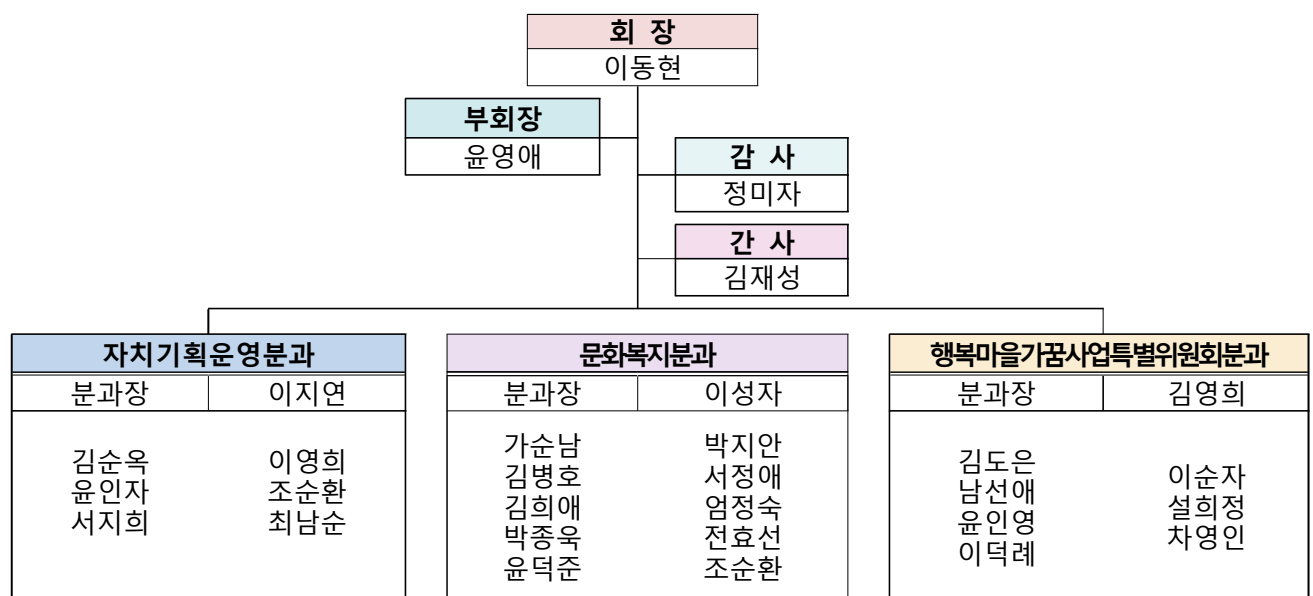 회 장
이동현
부회장
윤영애
감 사
정미자
간 사
김재성
자치기획운영분과
분과장 이지연
김순옥 이영희
윤인자 조순환
서지희 최남순
문화복지분과
분과장 이성자
가순남 박지안
김병호 서정애
김희애 엄정숙
박종욱 전효선
윤덕준 조순환
행복마을가꿈사업특별위원회분과
분과장 김영희
김도은
남선애
윤인영
이덕례
이순자
설희정
차영인